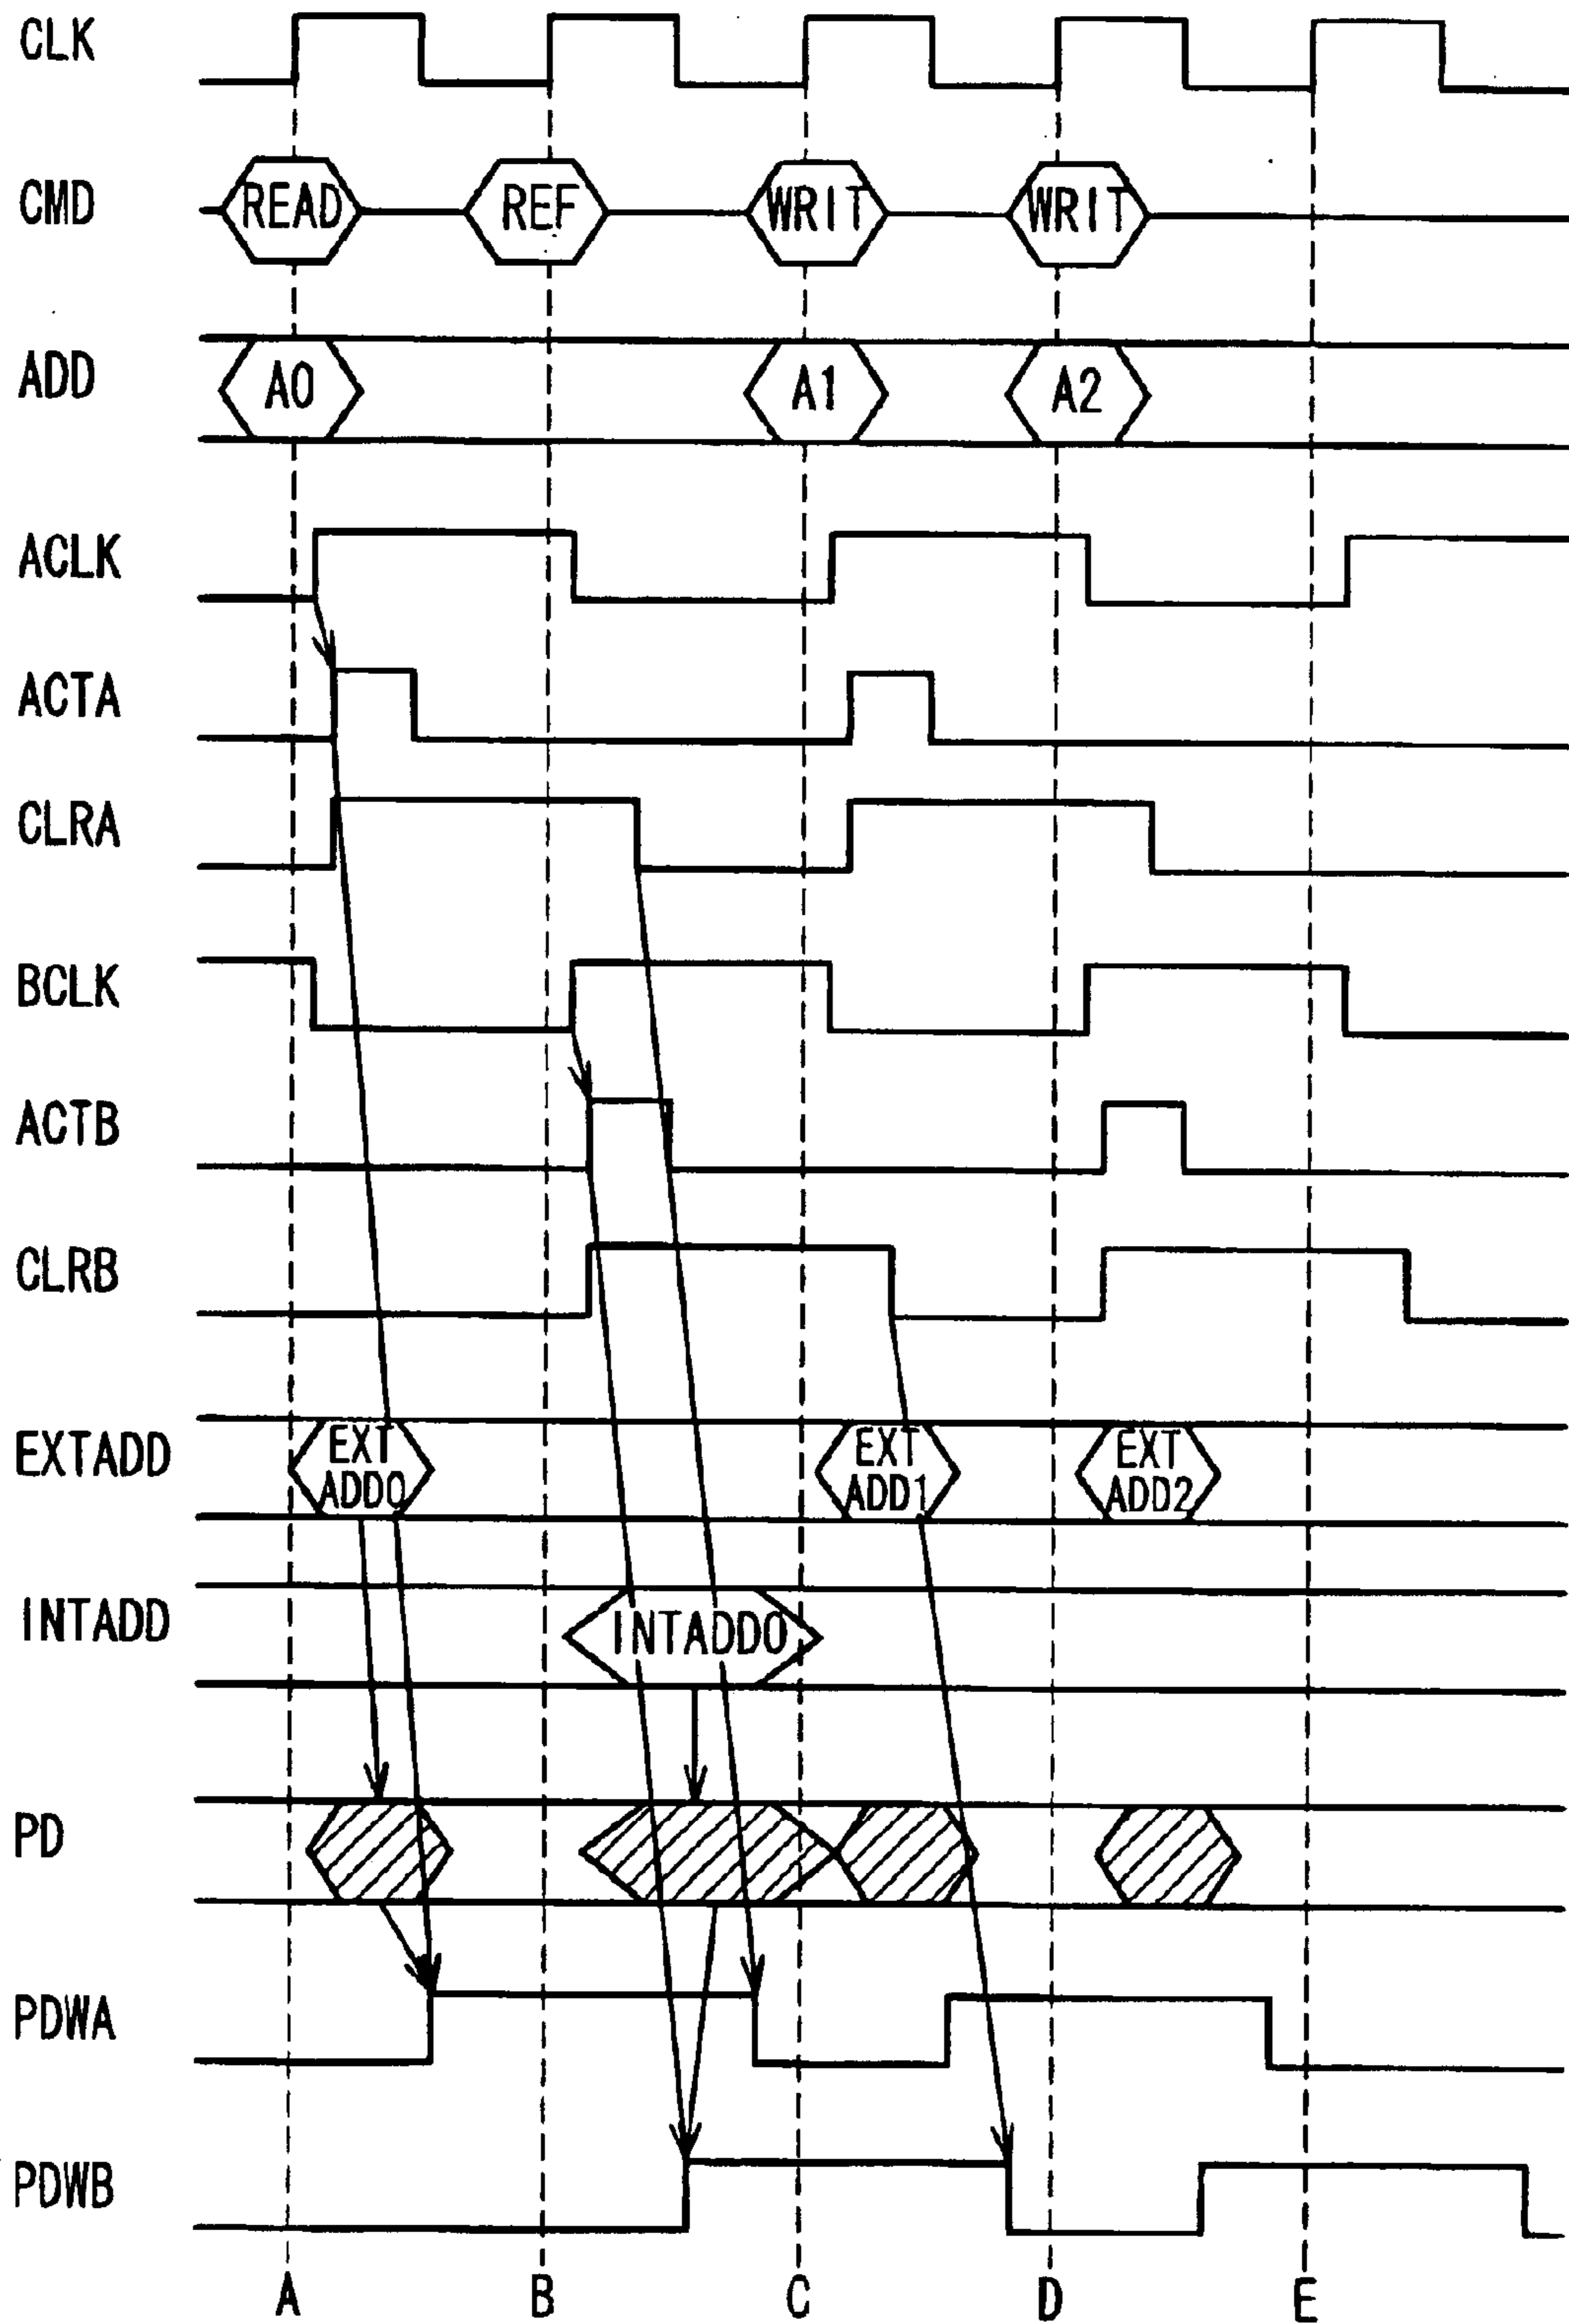 CLK
CMD READ REF WRIT WRIT
ADD A0 A1 A2
ACLK
ACTA
CLRA
BCLK
ACTB
CLRB
EXTADD EXT ADD0 EXT ADD1 EXT ADD2
INTADD INTADD0
PD
PDWA
PDWB
A B C D E